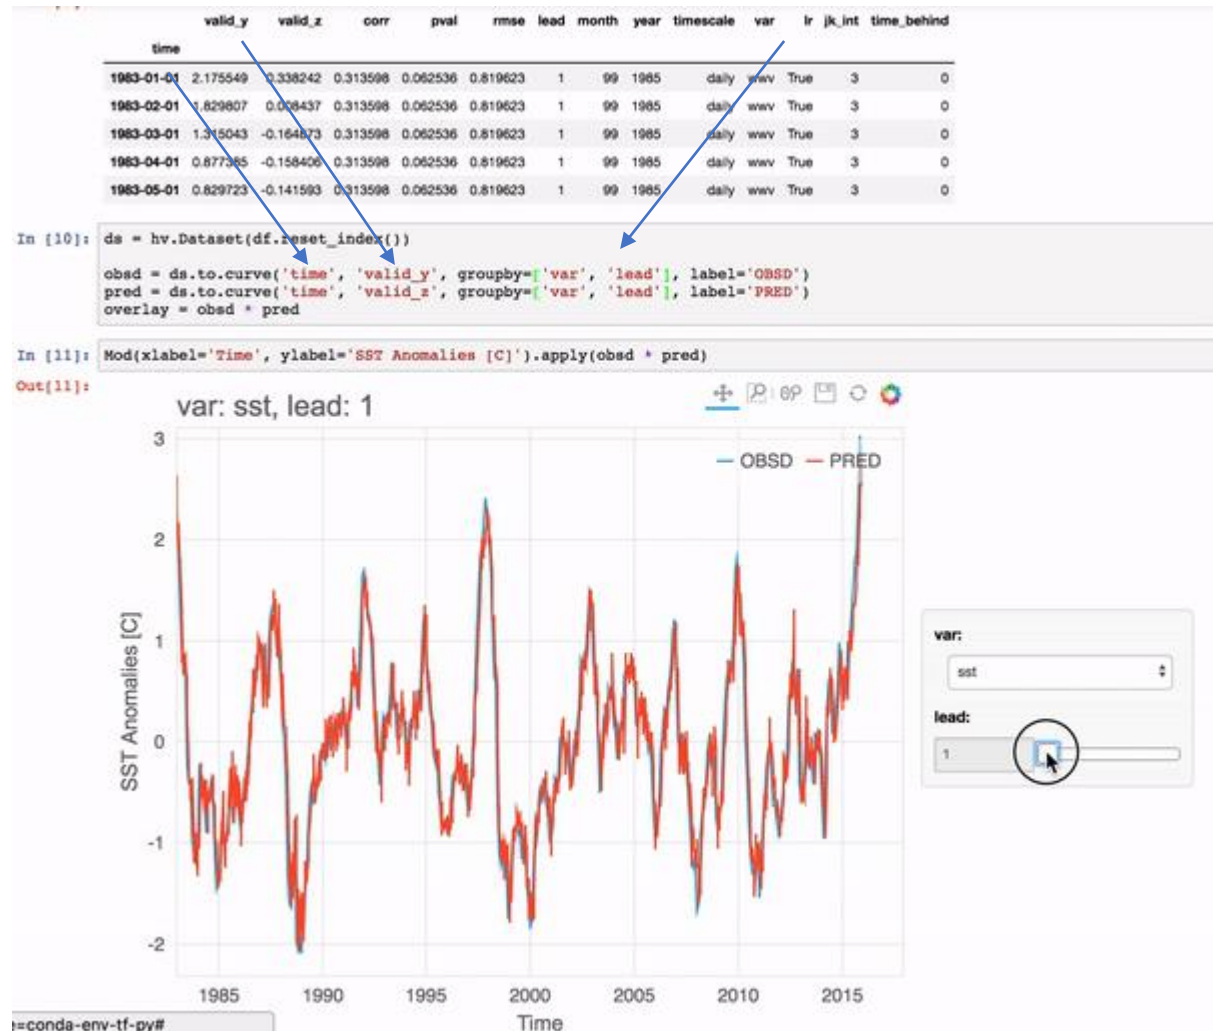 valid_y valid_z corr pval rmse lead month year timescale var lr jk_int time_behind
time
1983-01-01 2.175549 0.338242 0.313598 0.062536 0.819623 1 99 1985 daily wwv True 3 0
1983-02-01 1.829807 0.008437 0.313598 0.062536 0.819623 1 99 1985 daily wwv True 3 0
1983-03-01 1.315043 -0.164873 0.313598 0.062536 0.819623 1 99 1985 daily wwv True 3 0
1983-04-01 0.877385 -0.158406 0.313598 0.062536 0.819623 1 99 1985 daily wwv True 3 0
1983-05-01 0.829723 -0.141593 0.313598 0.062536 0.819623 1 99 1985 daily wwv True 3 0
In [10]: ds = hv.Dataset(df.reset_index())
obsd = ds.to.curve('time', 'valid_y', groupby=['var', 'lead'], label='OBSD')
pred = ds.to.curve('time', 'valid_z', groupby=['var', 'lead'], label='PRED')
overlay = obsd * pred
In [11]: Mod(xlabel='Time', ylabel='SST Anomalies [C]').apply(obsd * pred)
Out[11]:
var: sst, lead: 1
OBSD PRED
3
2
1
0
-1
-2
SST Anomalies [C]
1985 1990 1995 2000 2005 2010 2015
Time
var:
sst
lead:
1
=conda-env-tf-py#